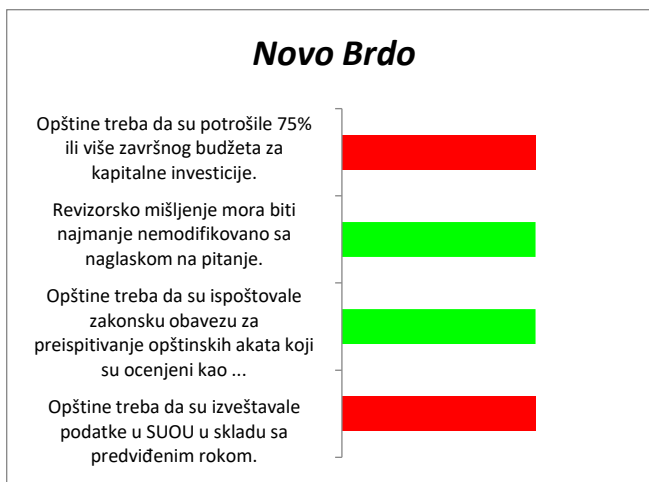 Novo Brdo
Opštine treba da su potrošile 75%
ili više završnog budžeta za
kapitalne investicije.
Revizorsko mišljenje mora biti
najmanje nemodifikovano sa
naglaskom na pitanje.
Opštine treba da su ispoštovale
zakonsku obavezu za
preispitivanje opštinskih akata koji
su ocenjeni kao ...
Opštine treba da su izveštavale
podatke u SUOU u skladu sa
predviđenim rokom.